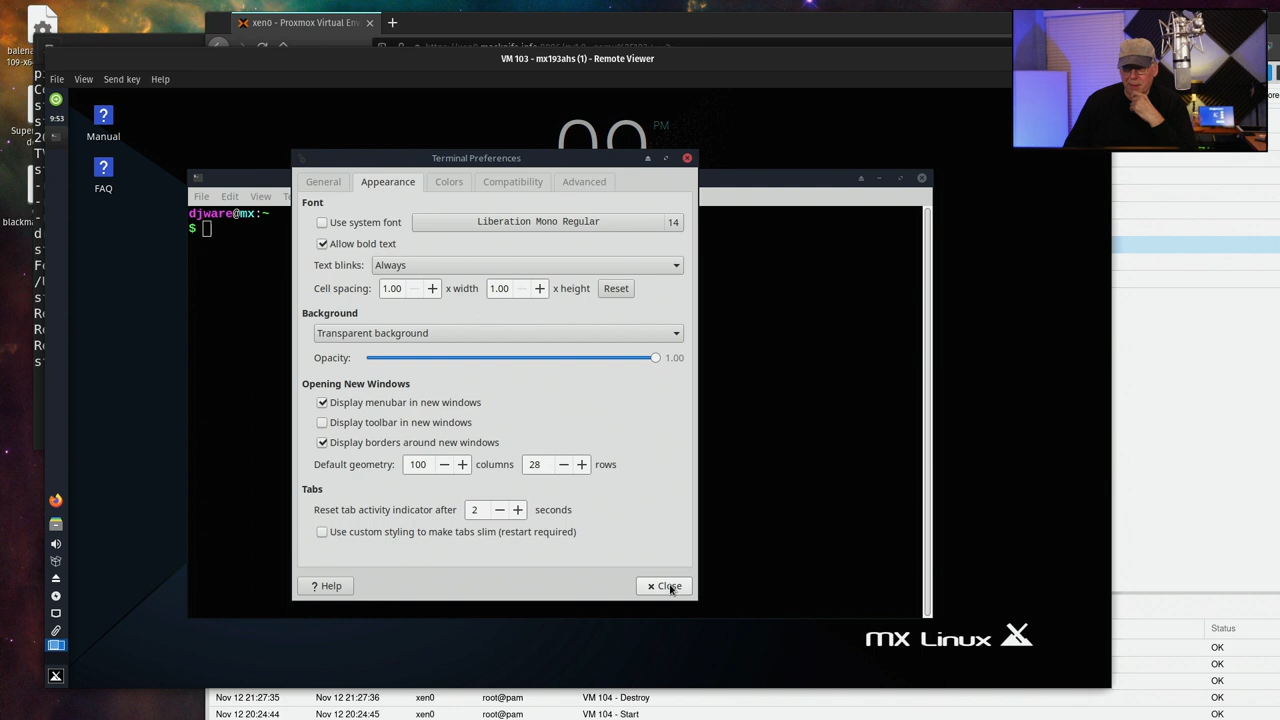 xen0 - Proxmox Virtual Env
VM 103 - mx193ahs (1) - Remote Viewer
File View Send key Help
balena
109-x6
9:53
Manual
FAQ
PM
Terminal Preferences
General Appearance Colors Compatibility Advanced
File Edit View
djware@mx:~
$
Font
Use system font Liberation Mono Regular 14
Allow bold text
Text blinks: Always
Cell spacing: 1.00 x width 1.00 x height Reset
Background
Transparent background
Opacity: 1.00
Opening New Windows
Display menubar in new windows
Display toolbar in new windows
Display borders around new windows
Default geometry: 100 columns 28 rows
Tabs
Reset tab activity indicator after 2 seconds
Use custom styling to make tabs slim (restart required)
? Help
Close
MX Linux
Status
OK
OK
OK
Nov 12 21:27:35 Nov 12 21:27:36 xen0 root@pam VM 104 - Destroy OK
Nov 12 20:24:44 Nov 12 20:24:45 xen0 root@pam VM 104 - Start OK